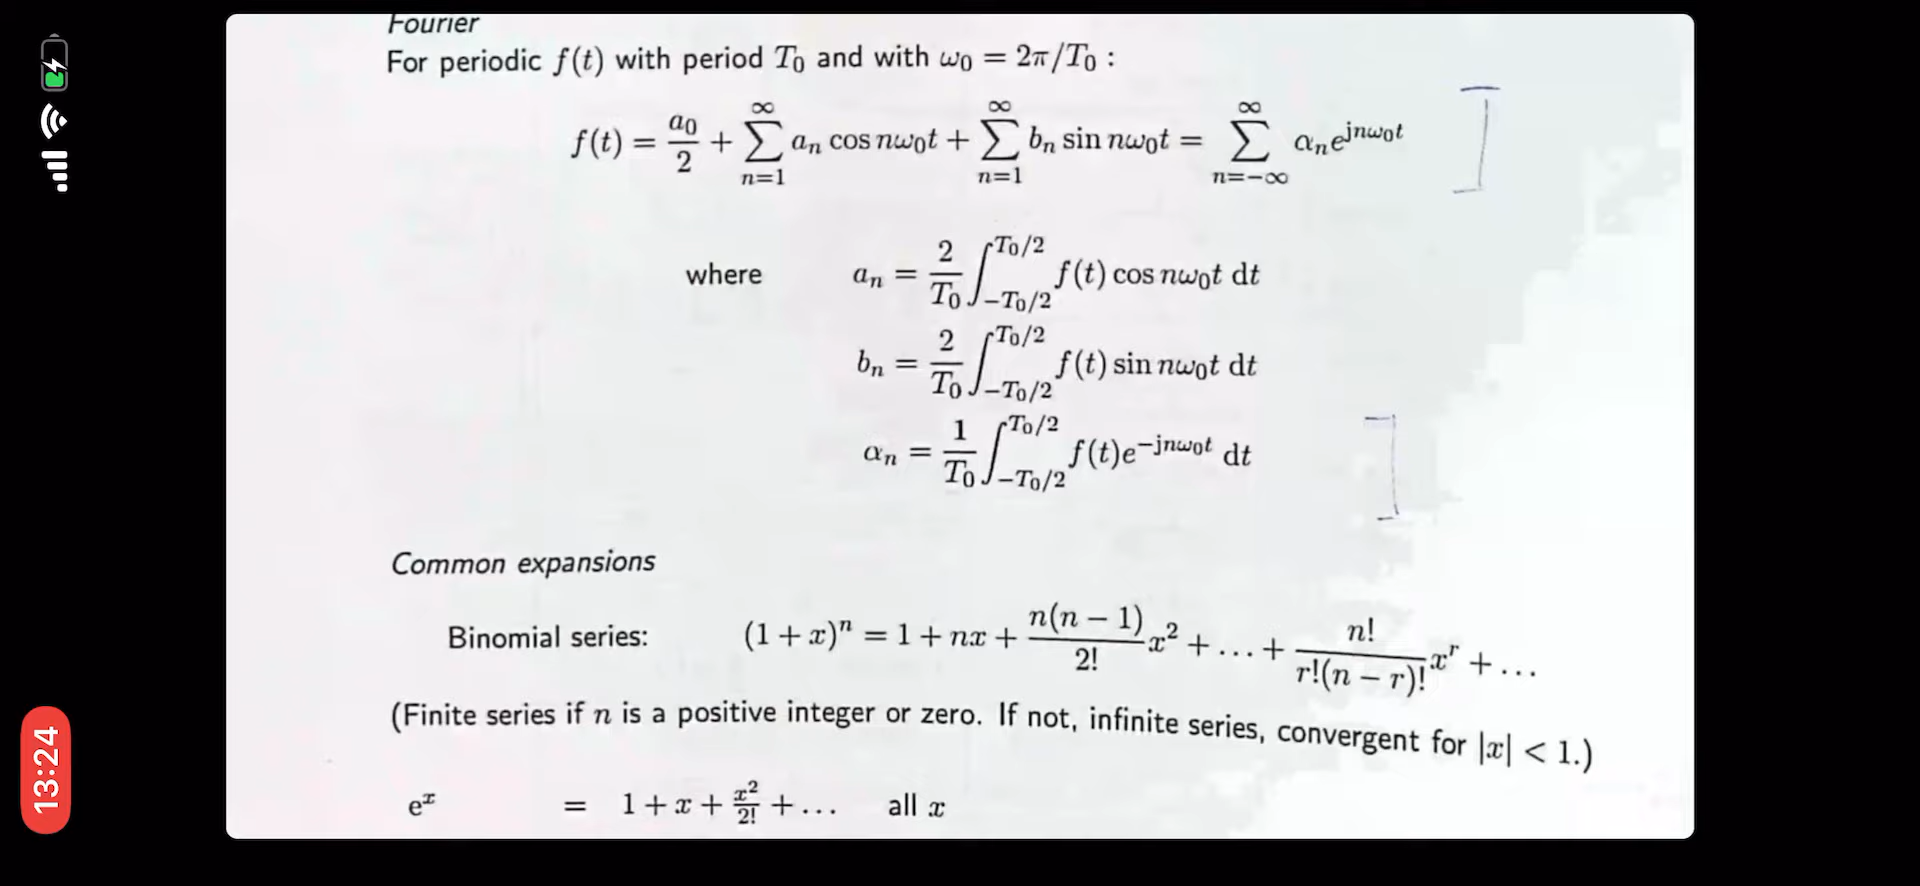 13:24
Fourier
For periodic f(t) with period T₀ and with ω₀ = 2π/T₀ :
f(t) = a₀/2 + ∑_{n=1}^{∞} aₙ cos nω₀t + ∑_{n=1}^{∞} bₙ sin nω₀t = ∑_{n=−∞}^{∞} αₙe^{jnω₀t}
where aₙ = 2/T₀ ∫_{−T₀/2}^{T₀/2} f(t) cos nω₀t dt
bₙ = 2/T₀ ∫_{−T₀/2}^{T₀/2} f(t) sin nω₀t dt
αₙ = 1/T₀ ∫_{−T₀/2}^{T₀/2} f(t)e^{−jnω₀t} dt
Common expansions
Binomial series: (1 + x)ⁿ = 1 + nx + n(n − 1)/2! x² + ... + n!/r!(n − r)! xʳ + ...
(Finite series if n is a positive integer or zero. If not, infinite series, convergent for |x| < 1.)
eˣ = 1 + x + x²/2! + ... all x